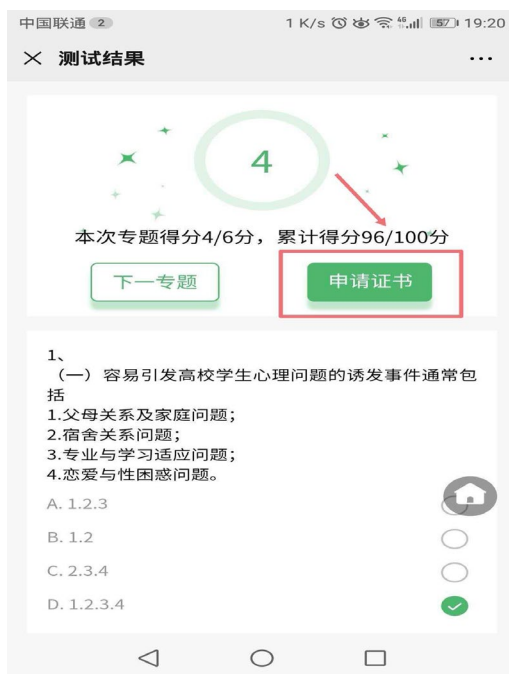 中国联通 2 1 K/s 46 57 19:20
测试结果
4
本次专题得分4/6分，累计得分96/100分
下一专题 申请证书
1、
（一）容易引发高校学生心理问题的诱发事件通常包
括
1.父母关系及家庭问题；
2.宿舍关系问题；
3.专业与学习适应问题；
4.恋爱与性困惑问题。
A. 1.2.3
B. 1.2
C. 2.3.4
D. 1.2.3.4